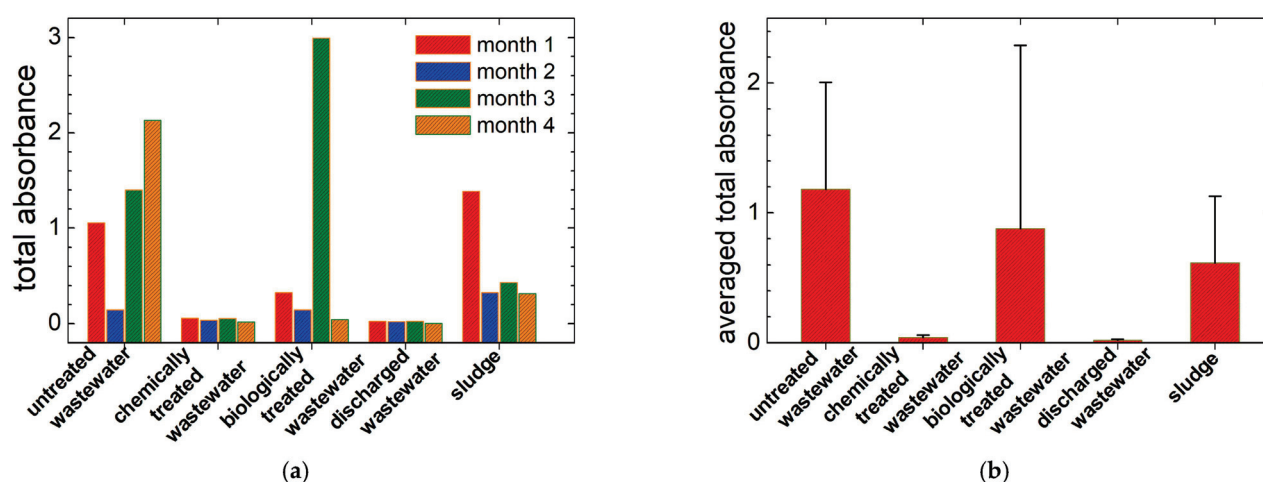 3
2
1
0
total absorbance
month 1
month 2
month 3
month 4
untreated
wastewater
chemically
treated
wastewater
biologically
treated
wastewater
discharged
wastewater
sludge
(a)
2
1
0
averaged total absorbance
untreated
wastewater
chemically
treated
wastewater
biologically
treated
wastewater
discharged
wastewater
sludge
(b)